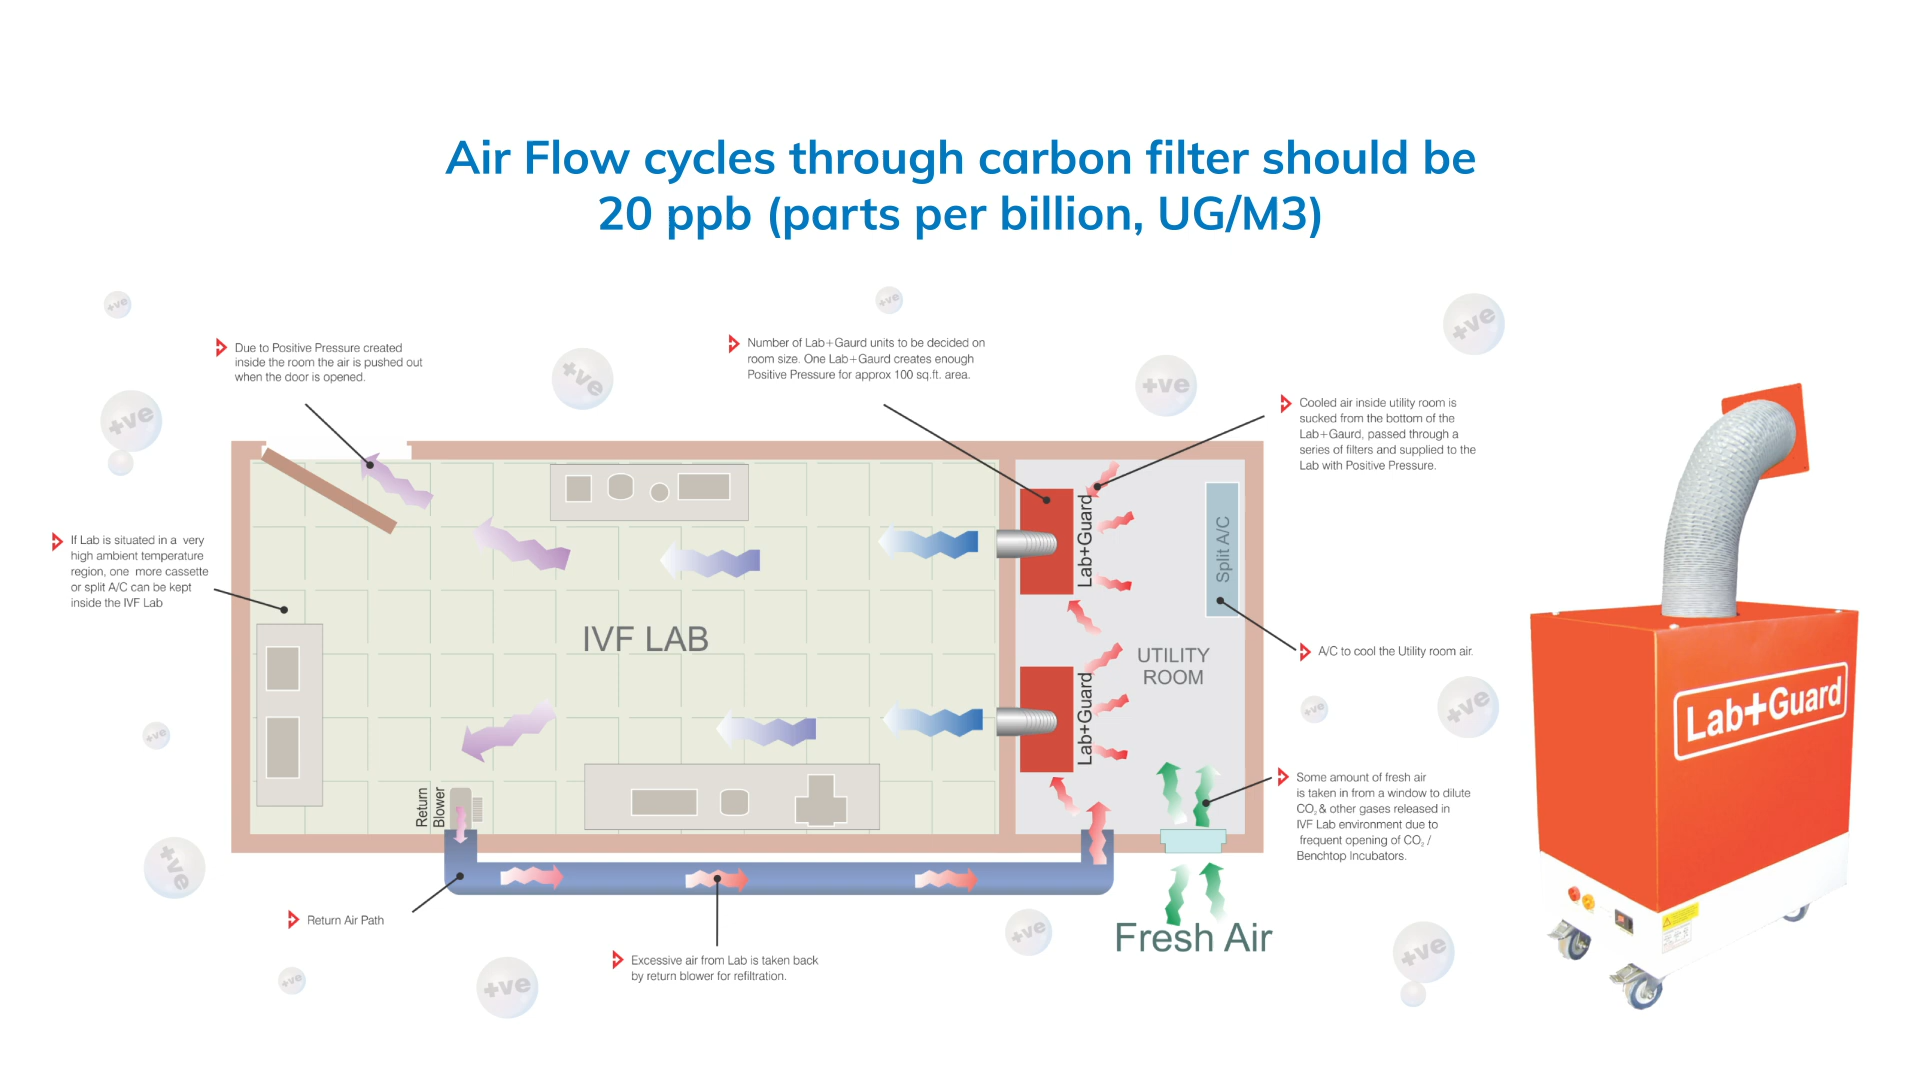 Air Flow cycles through carbon filter should be
20 ppb (parts per billion, UG/M3)
+ve
+ve
+ve
Due to Positive Pressure created
inside the room the air is pushed out
when the door is opened.
Number of Lab+Gaurd units to be decided on
room size. One Lab+Gaurd creates enough
Positive Pressure for approx 100 sq.ft. area.
+ve
+ve
+ve
Cooled air inside utility room is
sucked from the bottom of the
Lab+Gaurd, passed through a
series of filters and supplied to the
Lab with Positive Pressure.
If Lab is situated in a very
high ambient temperature
region, one more cassette
or split A/C can be kept
inside the IVF Lab
Lab+Guard
Split A/C
IVF LAB
UTILITY
ROOM
A/C to cool the Utility room air.
Lab+Guard
Lab+Guard
+ve
+ve
+ve
Return
Blower
Some amount of fresh air
is taken in from a window to dilute
CO₂ & other gases released in
IVF Lab environment due to
frequent opening of CO₂ /
Benchtop Incubators.
+ve
Return Air Path
Fresh Air
+ve
+ve
Excessive air from Lab is taken back
by return blower for refiltration.
+ve
+ve